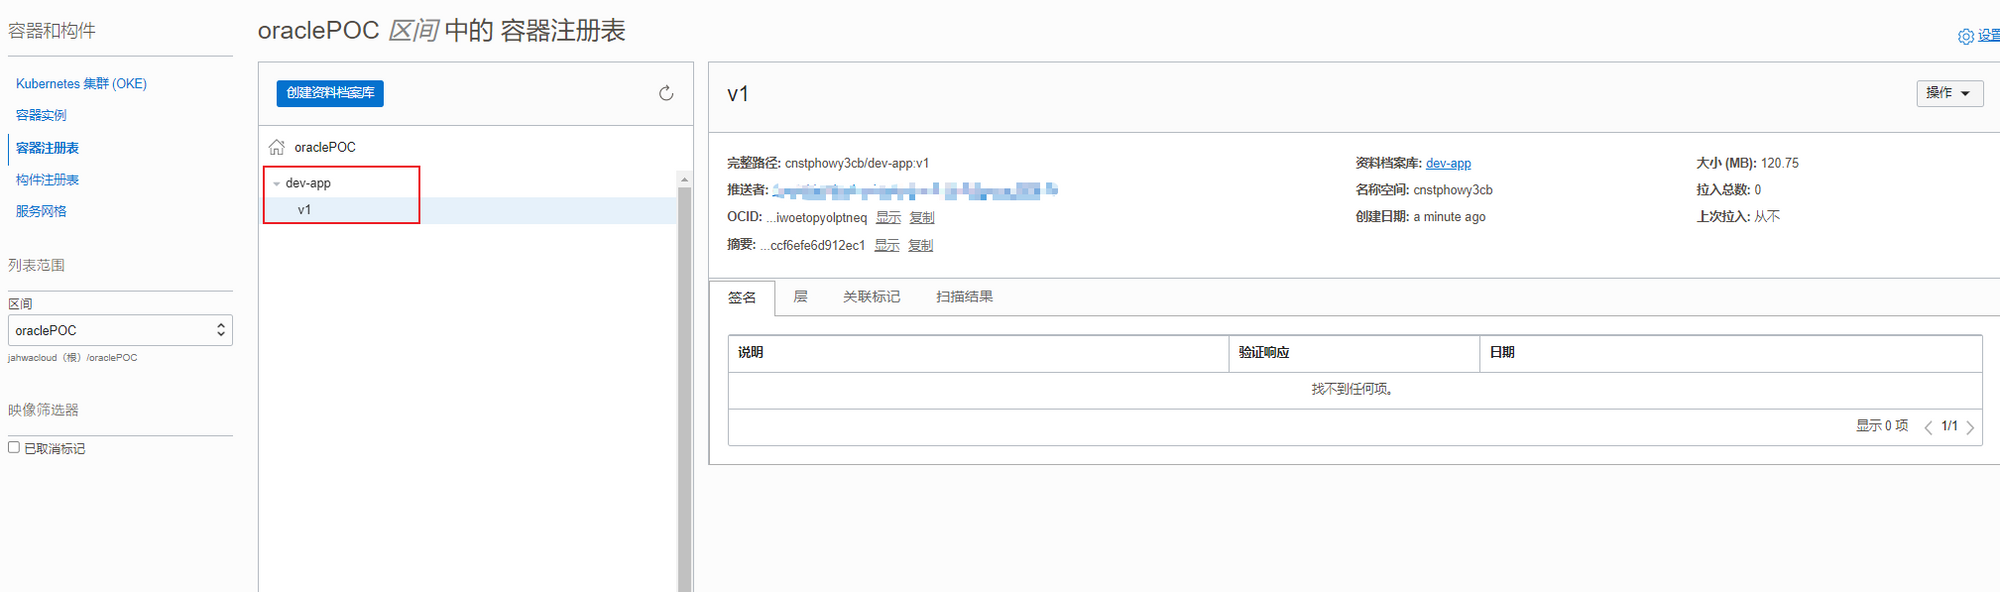 容器和构件
Kubernetes 集群 (OKE)
容器实例
容器注册表
构件注册表
服务网格
列表范围
区间
oraclePOC
jahwacloud（根）/oraclePOC
映像筛选器
已取消标记
oraclePOC 区间 中的 容器注册表
设置
创建资料档案库
oraclePOC
dev-app
v1
v1
操作
完整路径: cnstphowy3cb/dev-app:v1
推送者:
OCID: ...iwoetopyolptneq 显示 复制
摘要: ...ccf6efe6d912ec1 显示 复制
资料档案库: dev-app
名称空间: cnstphowy3cb
创建日期: a minute ago
大小 (MB): 120.75
拉入总数: 0
上次拉入: 从不
签名 层 关联标记 扫描结果
说明 验证响应 日期
找不到任何项。
显示 0 项 1/1